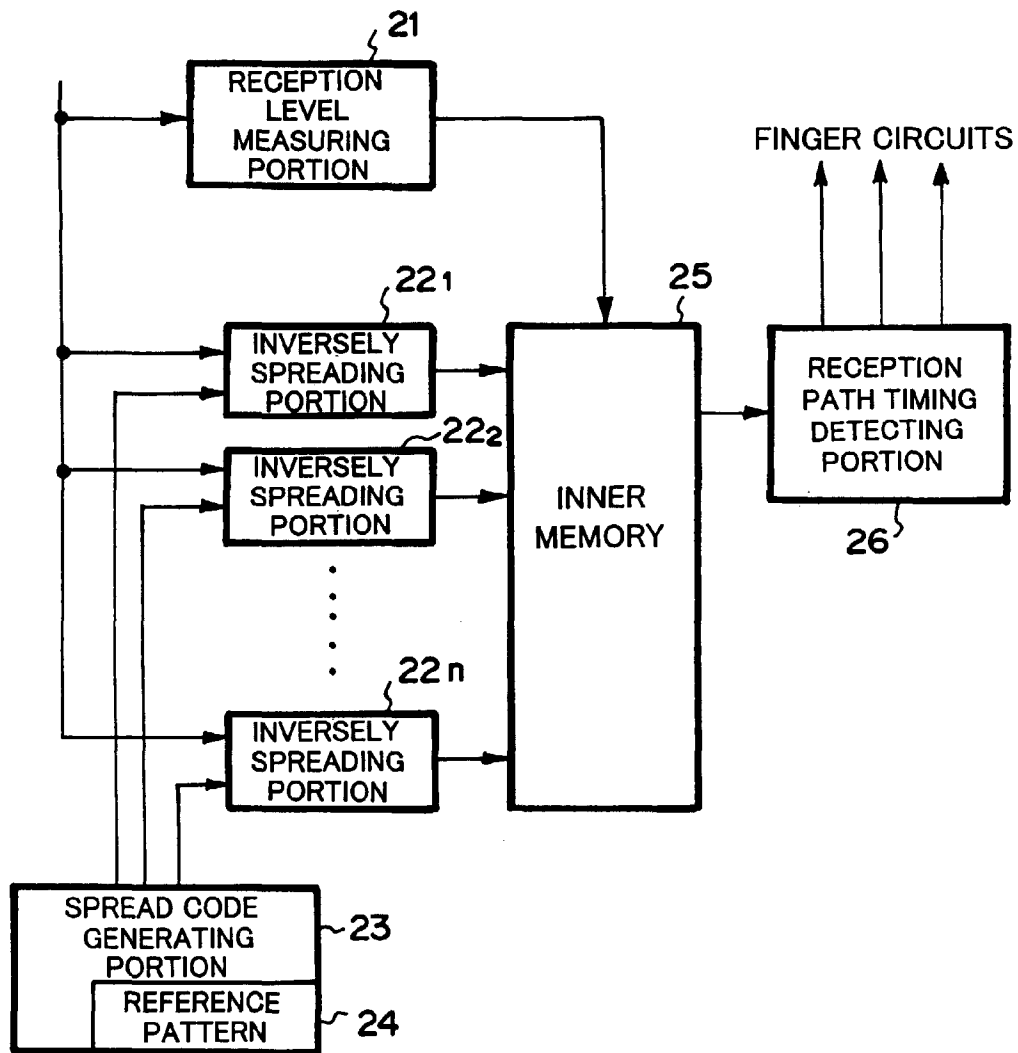 21
RECEPTION
LEVEL
MEASURING
PORTION
FINGER CIRCUITS
22₁
INVERSELY
SPREADING
PORTION
22₂
INVERSELY
SPREADING
PORTION
22n
INVERSELY
SPREADING
PORTION
25
INNER
MEMORY
RECEPTION
PATH TIMING
DETECTING
PORTION
26
SPREAD CODE
GENERATING
PORTION
23
REFERENCE
PATTERN
24